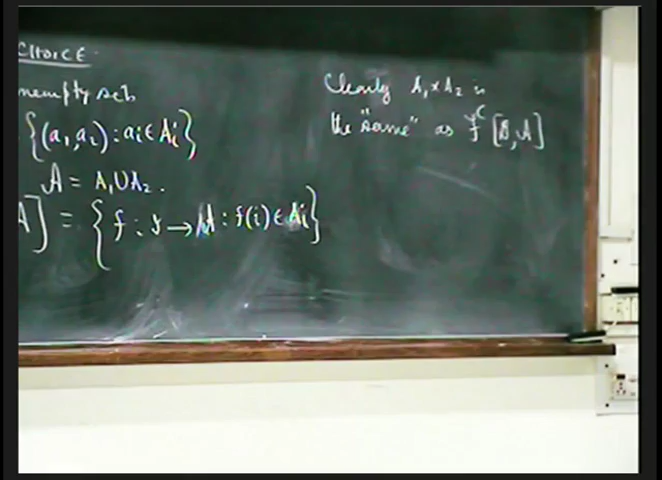 CHOICE.
nempty sets
{(a₁, a₂) : aᵢ ∈ Aᵢ}
A = A₁ ∪ A₂.
A] = { f : → A : f(i) ∈ Aᵢ }
Clearly A₁ × A₂ is
the "same" as [ , A]